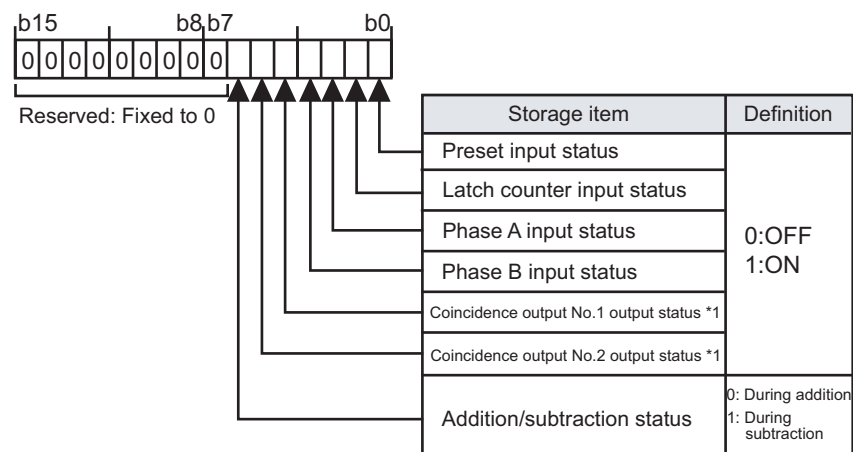 b15 b8 b7 b0
0 0 0 0 0 0 0 0 0
Reserved: Fixed to 0
Storage item Definition
Preset input status
Latch counter input status
Phase A input status
Phase B input status
0:OFF
1:ON
Coincidence output No.1 output status *1
Coincidence output No.2 output status *1
Addition/subtraction status
0: During addition
1: During
subtraction